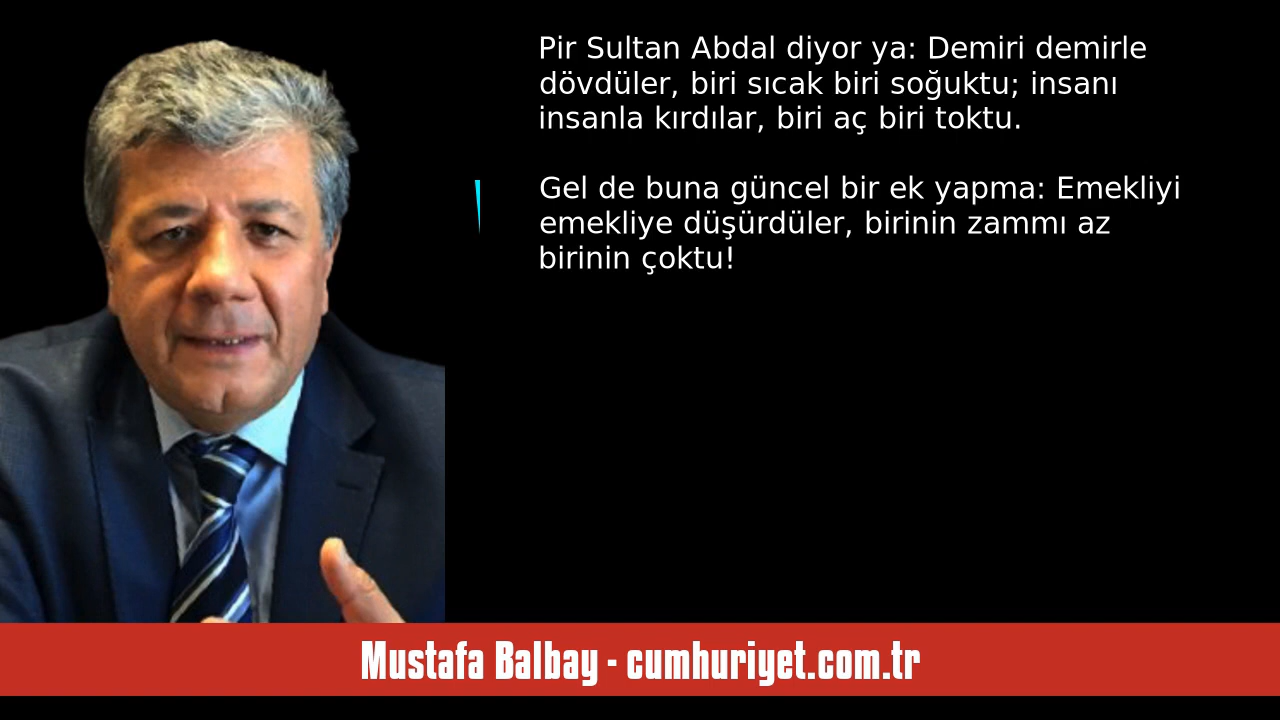 Pir Sultan Abdal diyor ya: Demiri demirle
dövdüler, biri sıcak biri soğuktu; insanı
insanla kırdılar, biri aç biri toktu.
Gel de buna güncel bir ek yapma: Emekliyi
emekliye düşürdüler, birinin zammı az
birinin çoktu!
Mustafa Balbay - cumhuriyet.com.tr